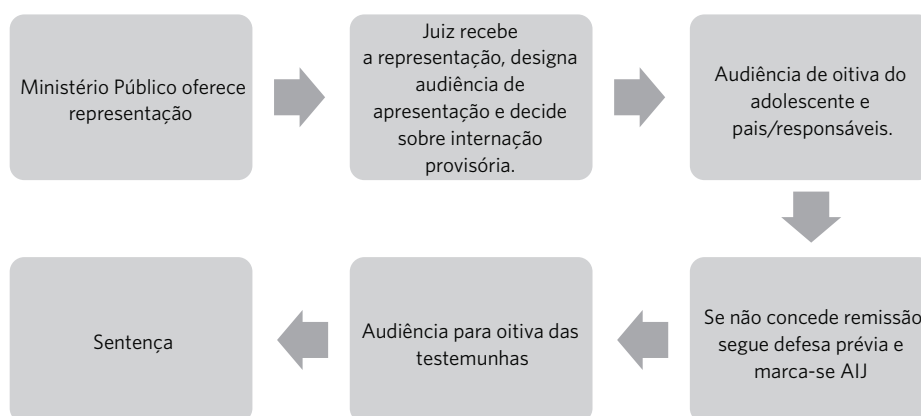 Ministério Público oferece
representação
Juiz recebe
a representação, designa
audiência de
apresentação e decide
sobre internação
provisória.
Audiência de oitiva do
adolescente e
pais/responsáveis.
Se não concede remissão
segue defesa prévia e
marca-se AIJ
Audiência para oitiva das
testemunhas
Sentença